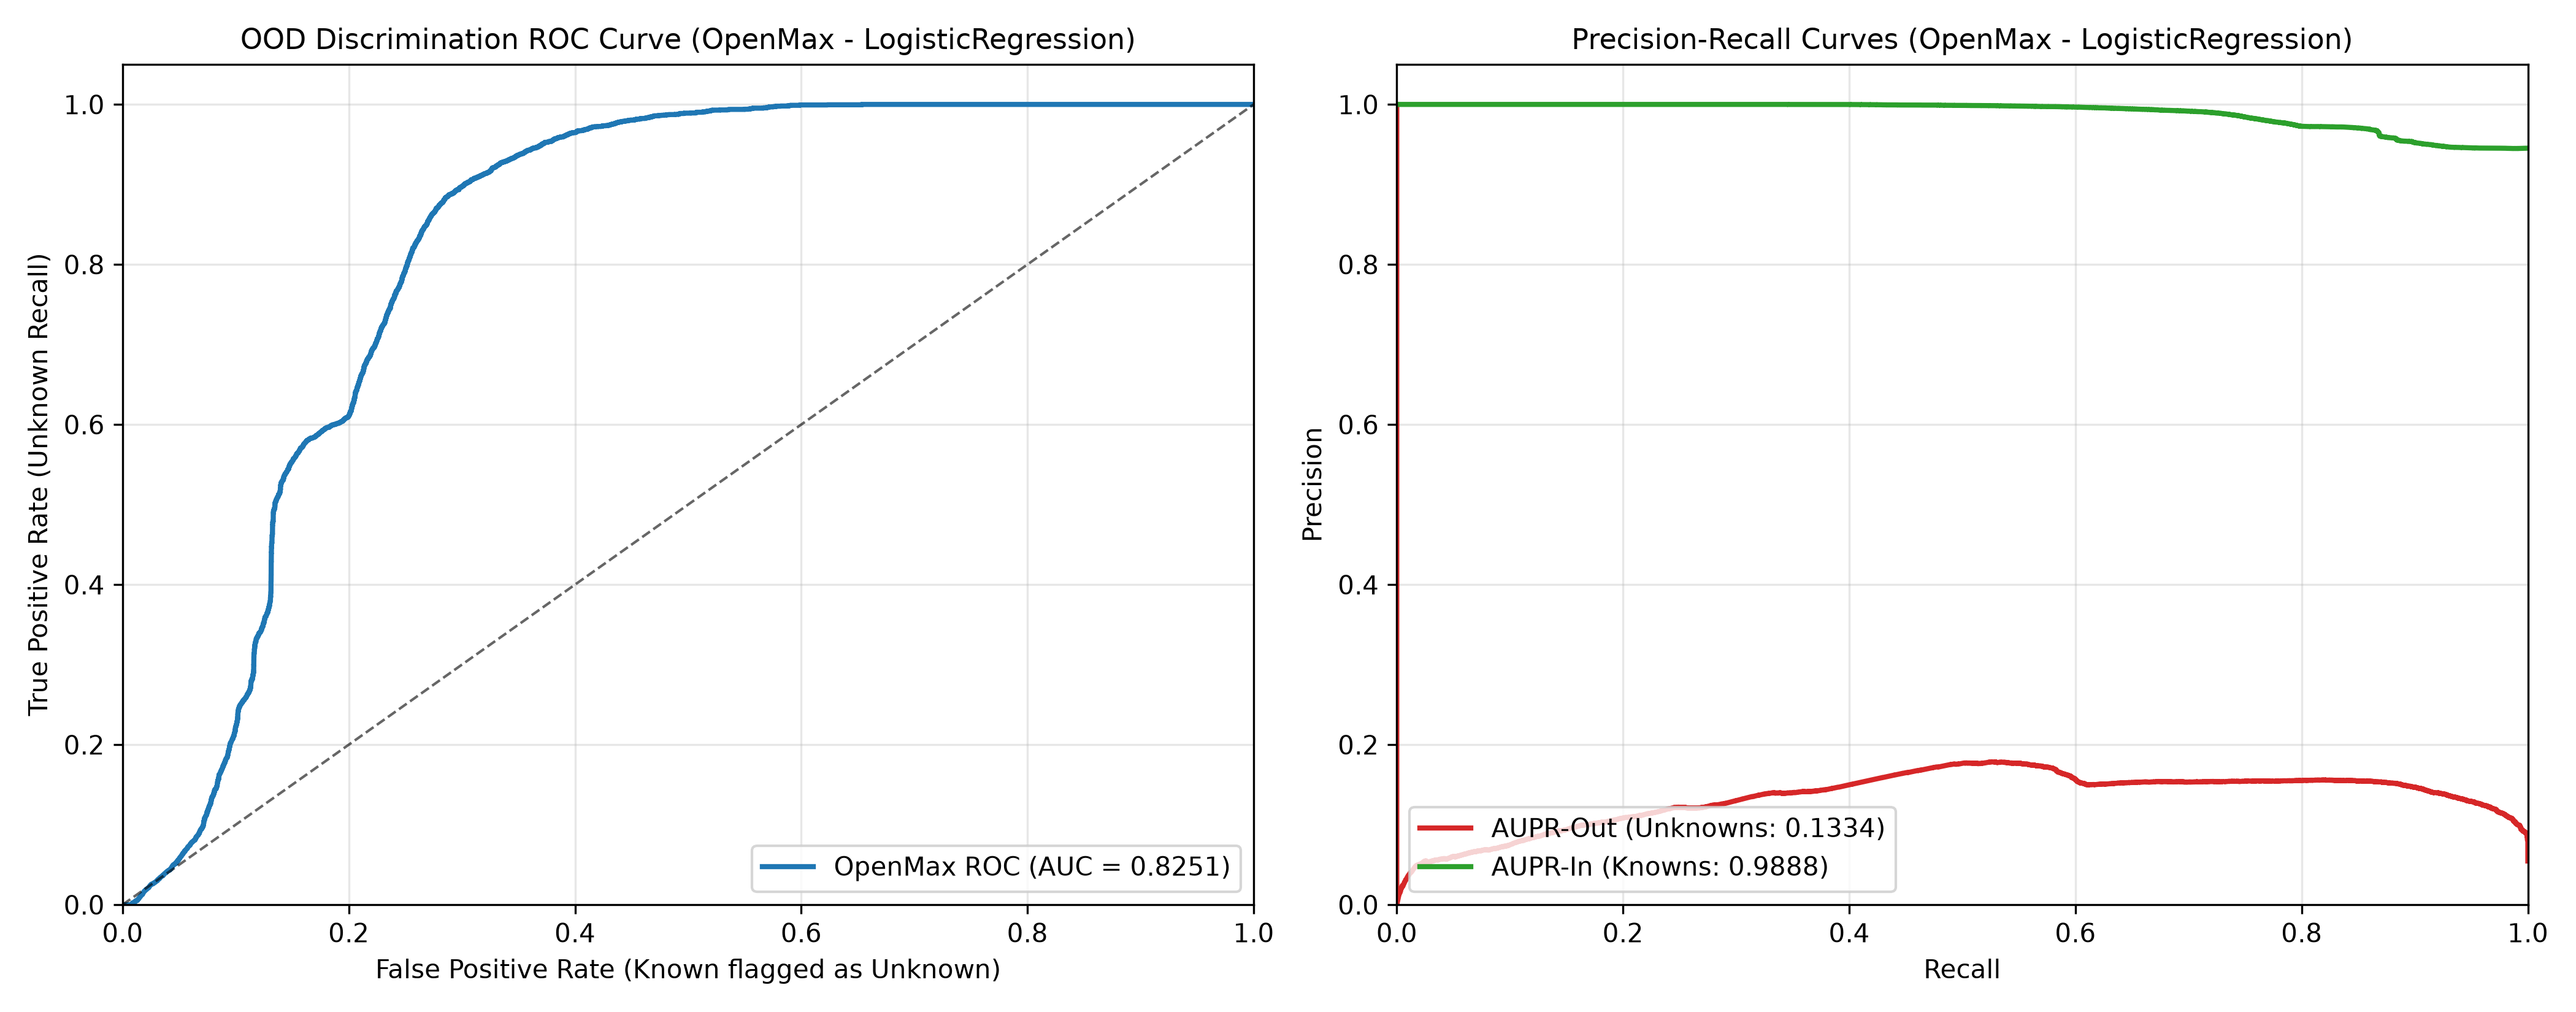 OOD Discrimination ROC Curve (OpenMax - LogisticRegression)
True Positive Rate (Unknown Recall)
1.0
0.8
0.6
0.4
0.2
0.0
OpenMax ROC (AUC = 0.8251)
0.0 0.2 0.4 0.6 0.8 1.0
False Positive Rate (Known flagged as Unknown)
Precision-Recall Curves (OpenMax - LogisticRegression)
Precision
1.0
0.8
0.6
0.4
0.2
0.0
AUPR-Out (Unknowns: 0.1334)
AUPR-In (Knowns: 0.9888)
0.0 0.2 0.4 0.6 0.8 1.0
Recall